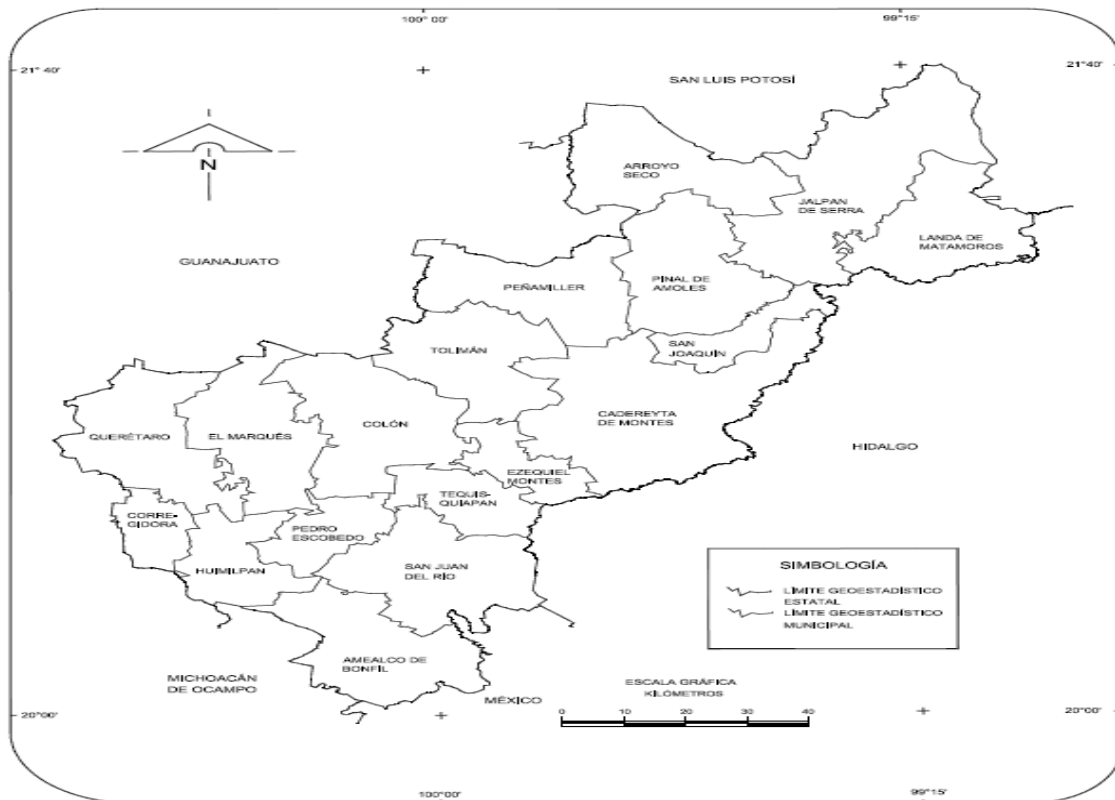 100° 00'
99° 15'
21° 40'
21° 40'
SAN LUIS POTOSÍ
N
ARROYO
SECO
JALPAN
DE SERRA
LANDA DE
MATAMOROS
GUANAJUATO
PEÑAMILLER
PINAL DE
AMOLES
TOLIMÁN
SAN
JOAQUÍN
CADEREYTA
DE MONTES
COLÓN
QUERÉTARO
EL MARQUÉS
HIDALGO
EZEQUIEL
MONTES
TEQUIS-
QUIAPAN
CORRE-
GIDORA
PEDRO
ESCOBEDO
HUIMILPAN
SAN JUAN
DEL RÍO
SIMBOLOGÍA
LÍMITE GEOESTADÍSTICO
ESTATAL
LÍMITE GEOESTADÍSTICO
MUNICIPAL
AMEALCO DE
BONFIL
MICHOACÁN
DE OCAMPO
MÉXICO
ESCALA GRÁFICA
KILÓMETROS
0 10 20 30 40
20° 00'
20° 00'
100° 00'
99° 15'